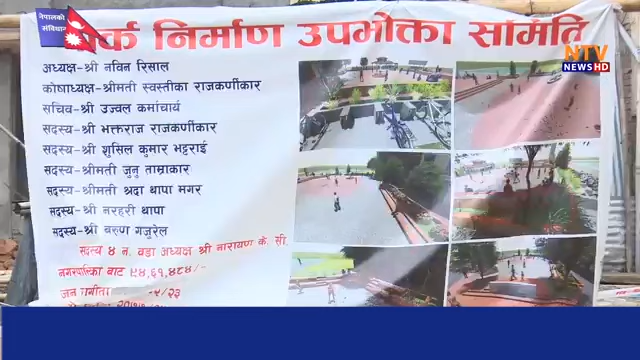 नेपालको
संविधान
पार्क निर्माण उपभोक्ता समिति
NTV
NEWS HD
अध्यक्ष-श्री नविन रिसाल
कोषाध्यक्ष-श्रीमती स्वस्तीका राजकर्णीकार
सचिव-श्री उज्वल कर्माचार्य
सदस्य-श्री भक्तराज राजकर्णीकार
सदस्य-श्री शुसिल कुमार भट्टराई
सदस्य-श्रीमती जुनु ताम्राकार
सदस्य-श्रीमती श्रदा थापा मगर
सदस्य-श्री नरहरी थापा
सदस्य-श्री बरुण गजुरेल
सदस्य ४ न. वडा अध्यक्ष श्री नारायण के. सी.
नगरपालिका बाट १५,६१,४८४/-